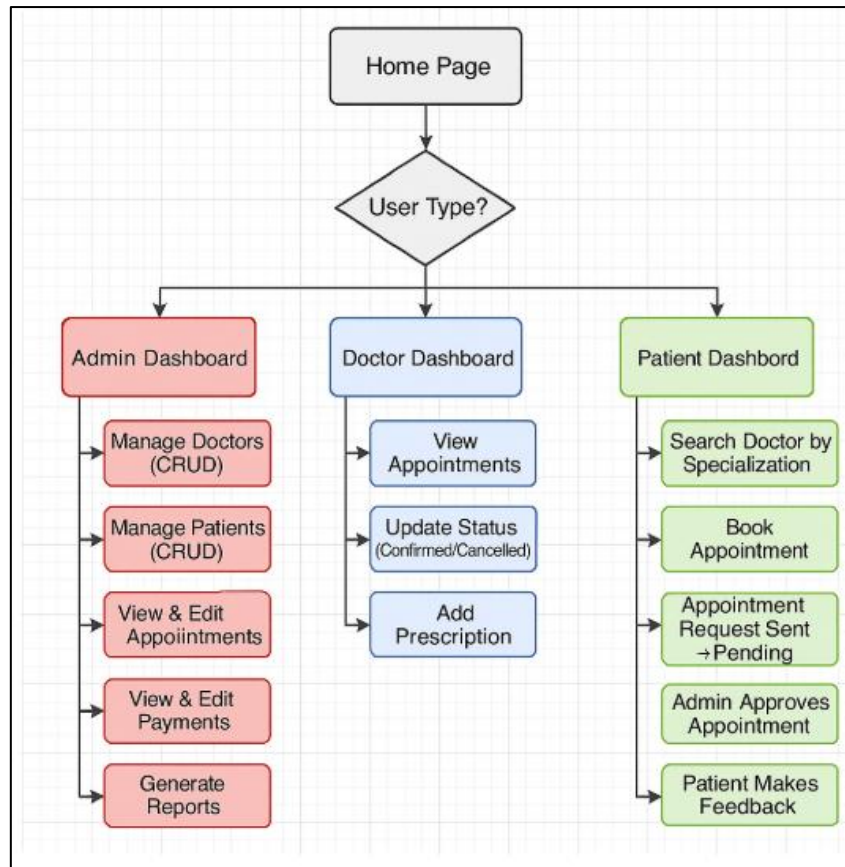 Home Page
User Type?
Admin Dashboard
Doctor Dashboard
Patient Dashbord
Manage Doctors
(CRUD)
Manage Patients
(CRUD)
View & Edit
Appoiintments
View & Edit
Payments
Generate
Reports
View
Appointments
Update Status
(Confirmed/Cancelled)
Add
Prescription
Search Doctor by
Specialization
Book
Appointment
Appointment
Request Sent
→Pending
Admin Approves
Appointment
Patient Makes
Feedback